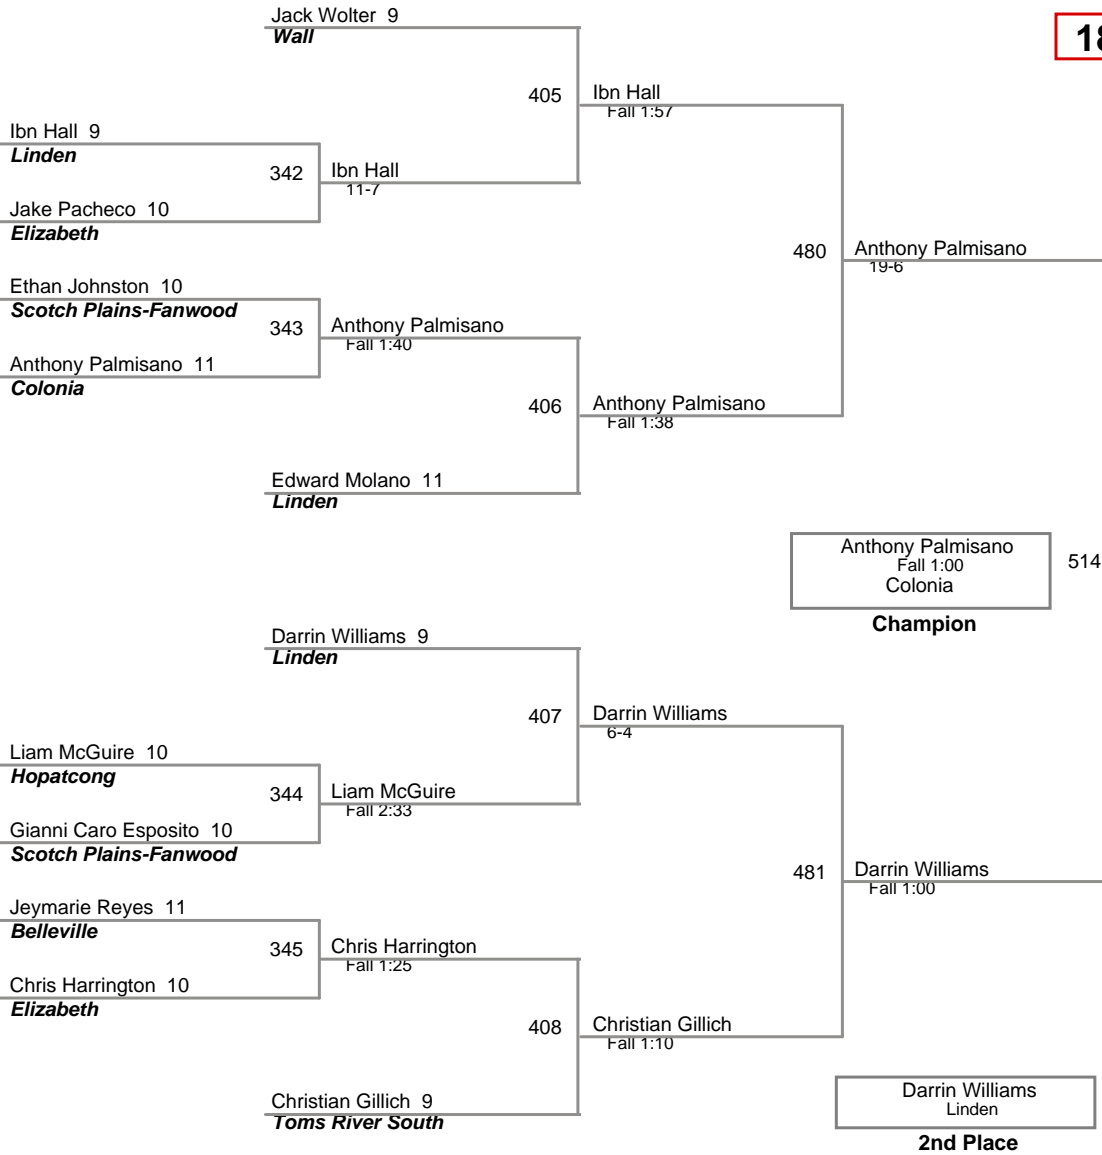 Jack Wolter 9
Wall
18
405
Ibn Hall
Fall 1:57
Ibn Hall 9
Linden
342
Ibn Hall
11-7
Jake Pacheco 10
Elizabeth
480
Anthony Palmisano
19-6
Ethan Johnston 10
Scotch Plains-Fanwood
343
Anthony Palmisano
Fall 1:40
Anthony Palmisano 11
Colonia
406
Anthony Palmisano
Fall 1:38
Edward Molano 11
Linden
Anthony Palmisano
Fall 1:00
Colonia
514
Champion
Darrin Williams 9
Linden
407
Darrin Williams
6-4
Liam McGuire 10
Hopatcong
344
Liam McGuire
Fall 2:33
Gianni Caro Esposito 10
Scotch Plains-Fanwood
481
Darrin Williams
Fall 1:00
Jeymarie Reyes 11
Belleville
345
Chris Harrington
Fall 1:25
Chris Harrington 10
Elizabeth
408
Christian Gillich
Fall 1:10
Christian Gillich 9
Toms River South
Darrin Williams
Linden
2nd Place